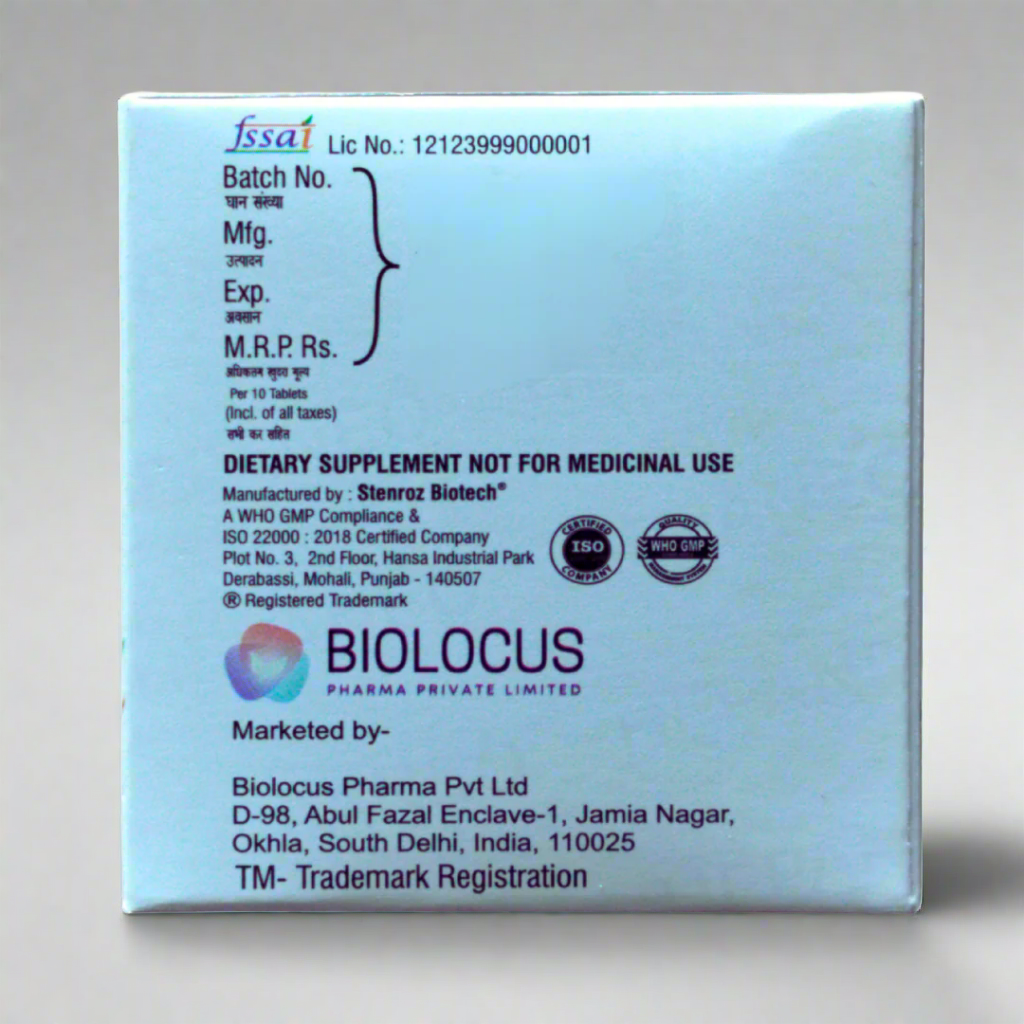 fssai Lic No.: 12123999000001
Batch No.
घान संख्या
Mfg.
उत्पादन
Exp.
अवसान
M.R.P. Rs.
अधिकतम खुदरा मूल्य
Per 10 Tablets
(Incl. of all taxes)
सभी कर सहित
DIETARY SUPPLEMENT NOT FOR MEDICINAL USE
Manufactured by : Stenroz Biotech®
A WHO GMP Compliance &
ISO 22000 : 2018 Certified Company
Plot No. 3, 2nd Floor, Hansa Industrial Park
Derabassi, Mohali, Punjab - 140507
® Registered Trademark
CERTIFIED
ISO
COMPANY
QUALITY
WHO GMP
BIOLOCUS
PHARMA PRIVATE LIMITED
Marketed by-
Biolocus Pharma Pvt Ltd
D-98, Abul Fazal Enclave-1, Jamia Nagar,
Okhla, South Delhi, India, 110025
TM- Trademark Registration